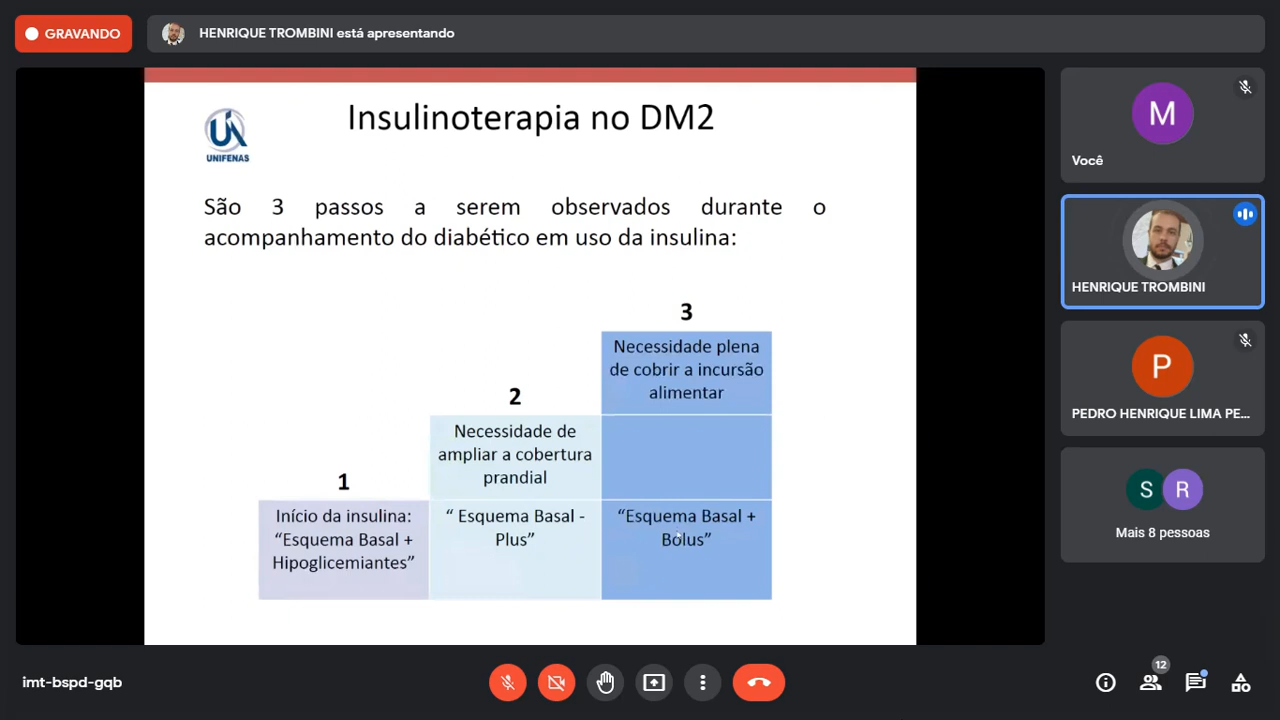 GRAVANDO
HENRIQUE TROMBINI está apresentando
UNIFENAS
Insulinoterapia no DM2
São 3 passos a serem observados durante o
acompanhamento do diabético em uso da insulina:
3
Necessidade plena
de cobrir a incursão
alimentar
2
Necessidade de
ampliar a cobertura
prandial
1
Início da insulina:
“Esquema Basal +
Hipoglicemiantes”
“ Esquema Basal -
Plus”
“Esquema Basal +
Bolus”
M
Você
HENRIQUE TROMBINI
P
PEDRO HENRIQUE LIMA PE...
S R
Mais 8 pessoas
imt-bspd-gqb
12